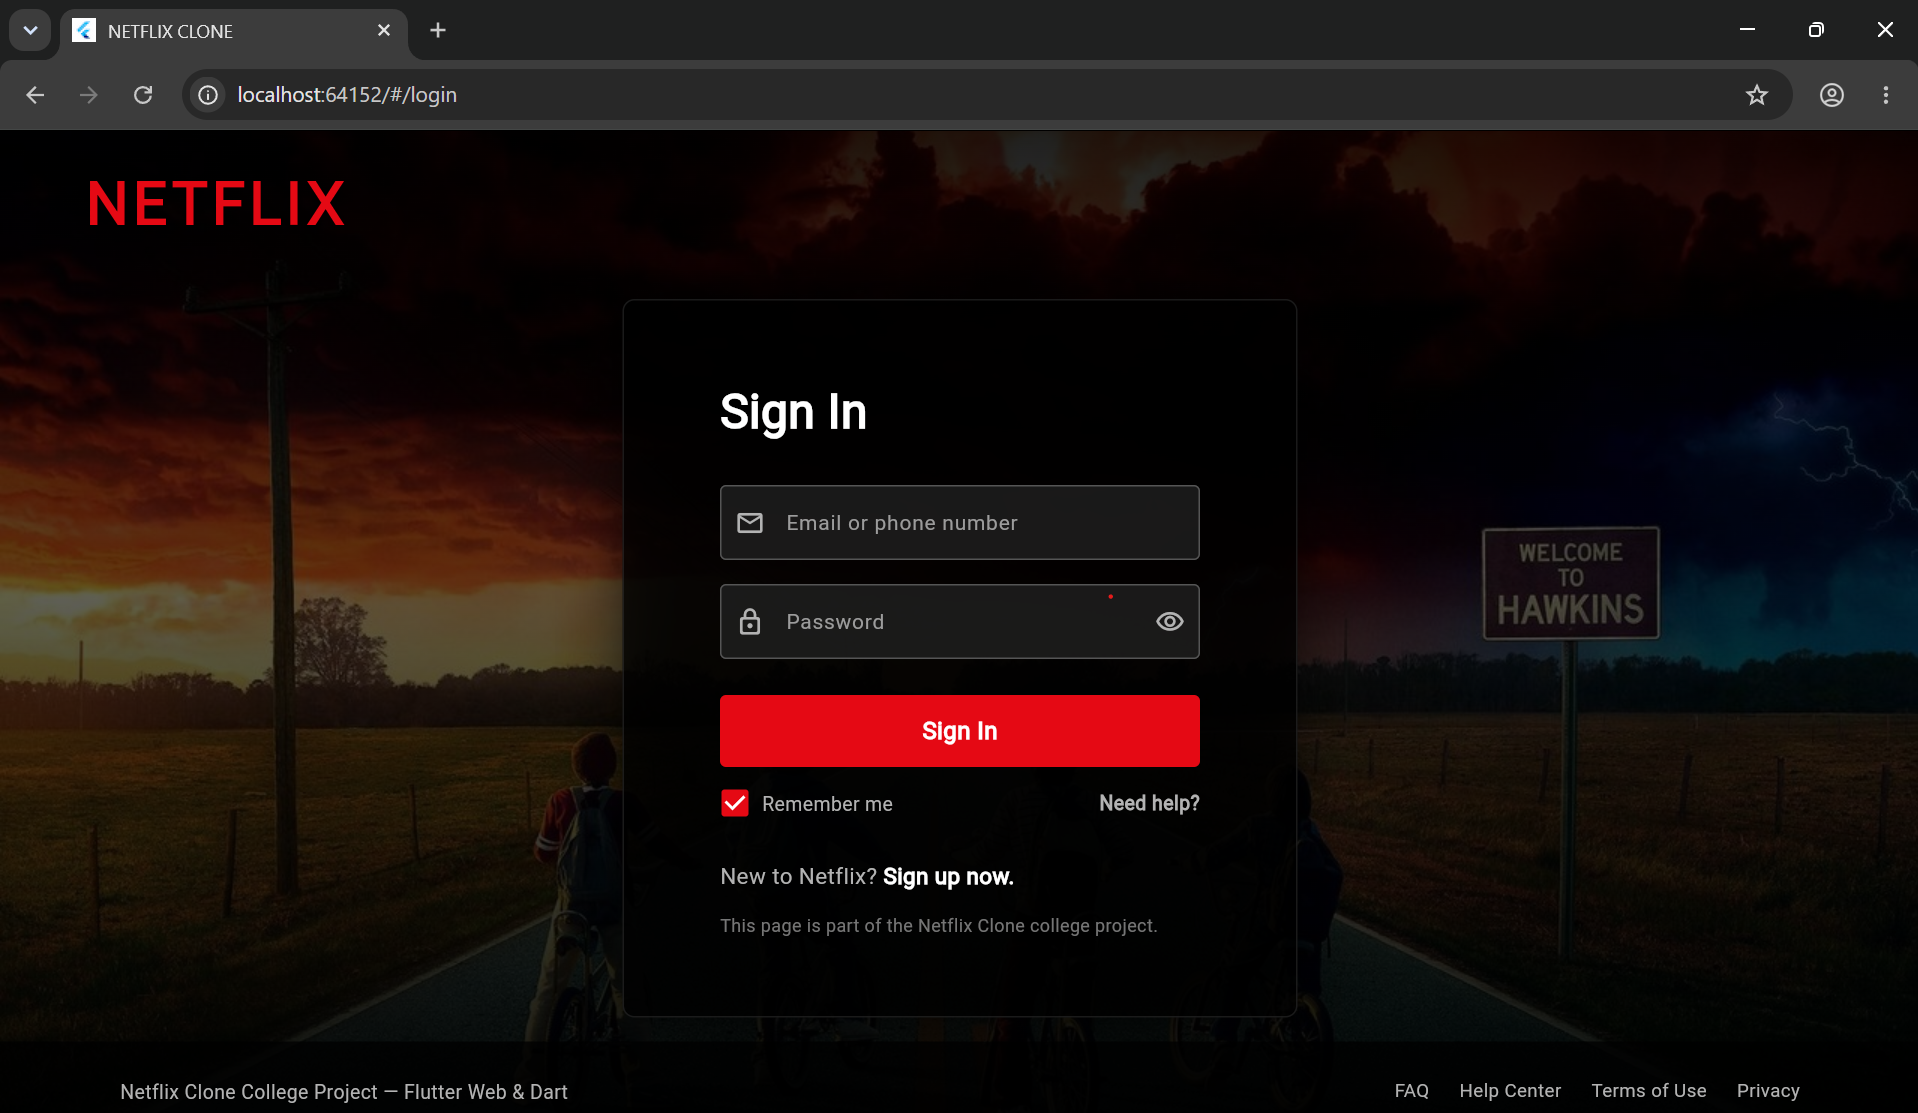 NETFLIX CLONE
localhost:64152/#/login
NETFLIX
Sign In
Email or phone number
Password
Sign In
Remember me
Need help?
New to Netflix? Sign up now.
This page is part of the Netflix Clone college project.
WELCOME
TO
HAWKINS
Netflix Clone College Project — Flutter Web & Dart
FAQ Help Center Terms of Use Privacy